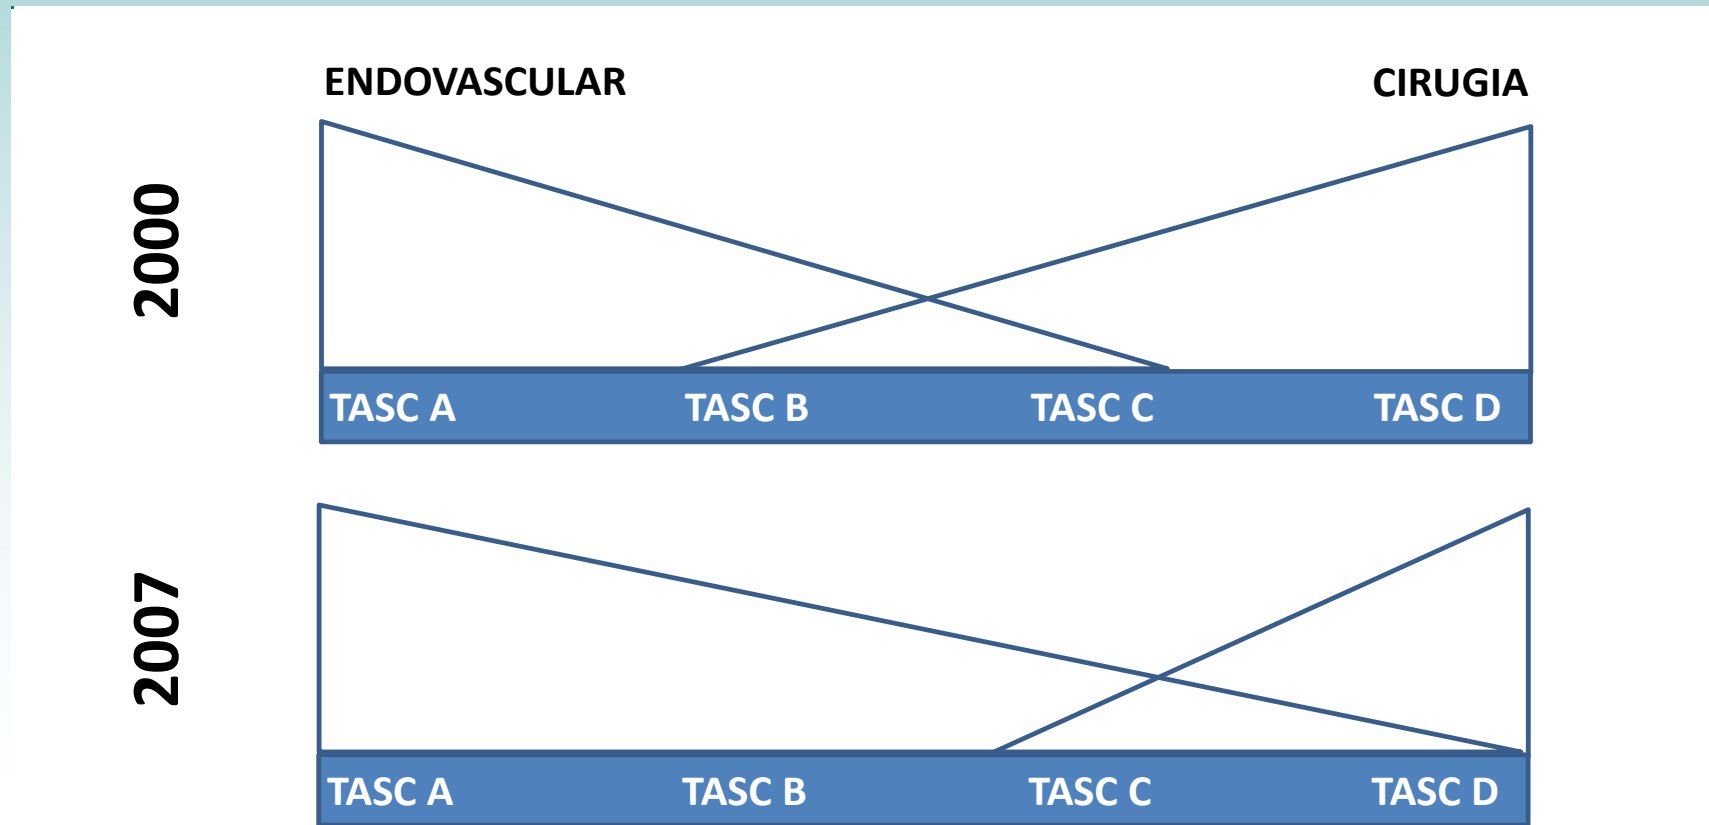 ENDOVASCULAR CIRUGIA
2000
TASC A TASC B TASC C TASC D
2007
TASC A TASC B TASC C TASC D